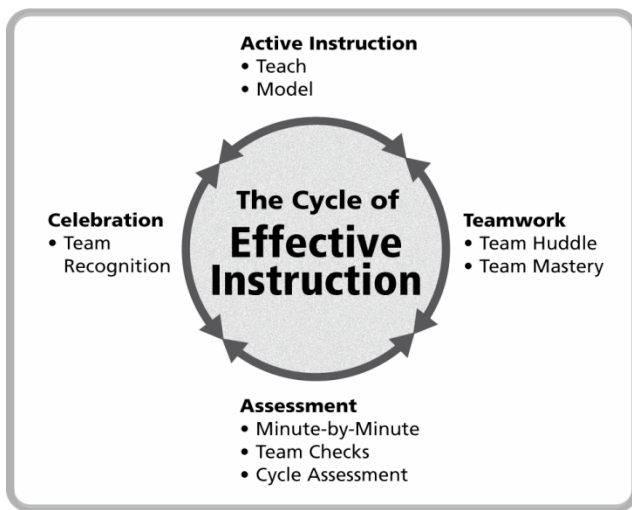 Active Instruction
• Teach
• Model
The Cycle of
Effective
Instruction
Celebration
• Team
Recognition
Teamwork
• Team Huddle
• Team Mastery
Assessment
• Minute-by-Minute
• Team Checks
• Cycle Assessment